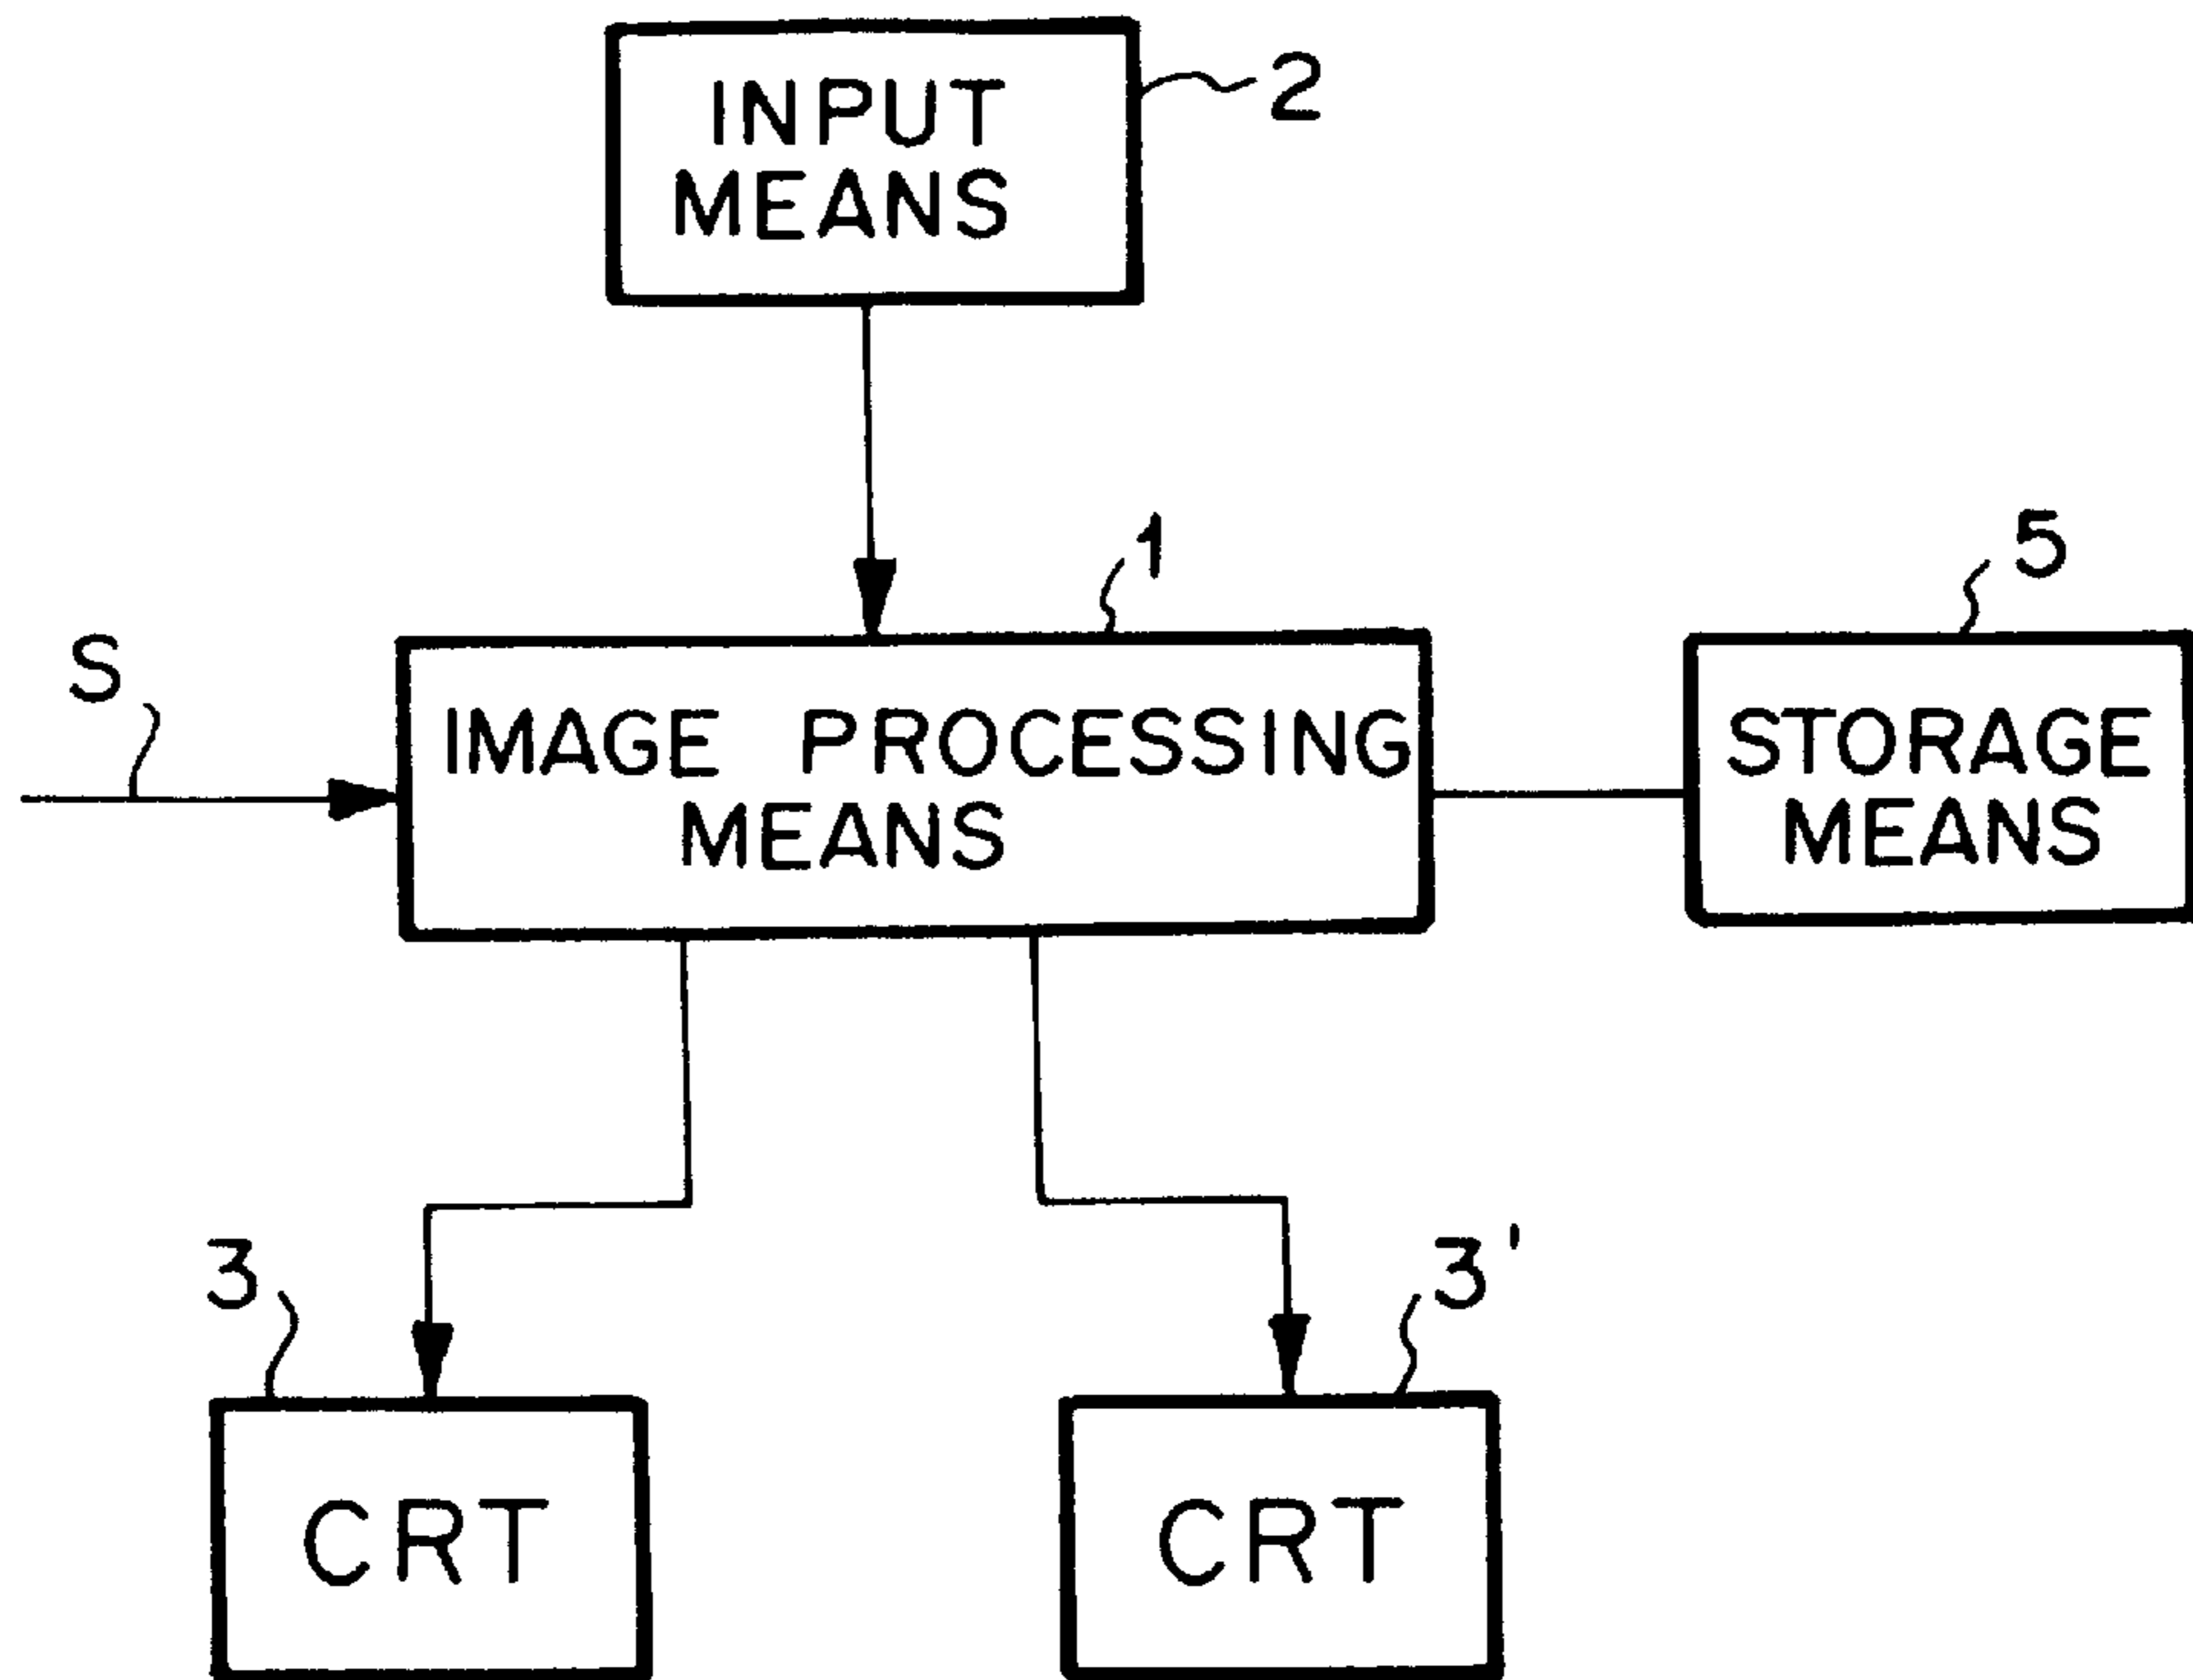 INPUT
MEANS
2
1
5
S
IMAGE PROCESSING
MEANS
STORAGE
MEANS
3
3'
CRT
CRT